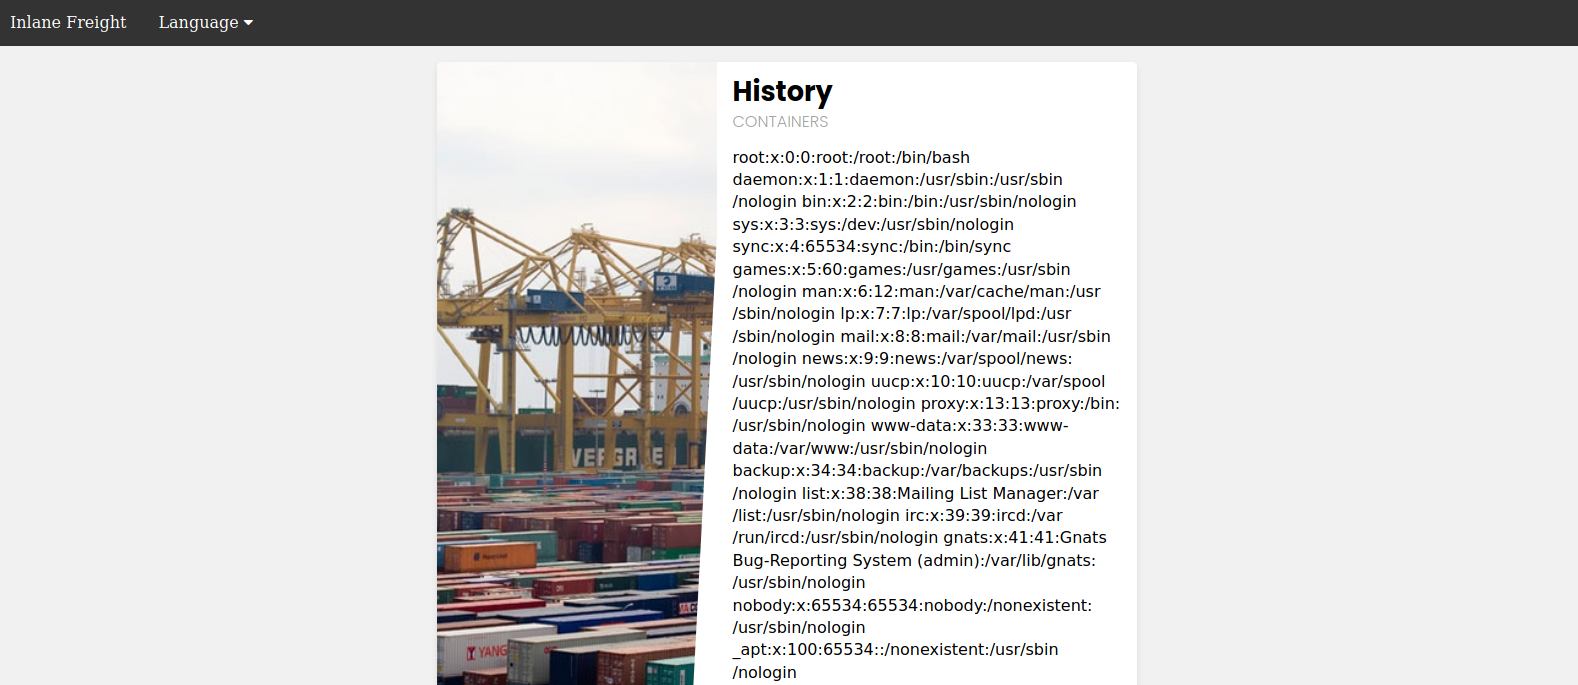 Inlane Freight Language
History
CONTAINERS
root:x:0:0:root:/root:/bin/bash
daemon:x:1:1:daemon:/usr/sbin:/usr/sbin
/nologin bin:x:2:2:bin:/bin:/usr/sbin/nologin
sys:x:3:3:sys:/dev:/usr/sbin/nologin
sync:x:4:65534:sync:/bin:/bin/sync
games:x:5:60:games:/usr/games:/usr/sbin
/nologin man:x:6:12:man:/var/cache/man:/usr
/sbin/nologin lp:x:7:7:lp:/var/spool/lpd:/usr
/sbin/nologin mail:x:8:8:mail:/var/mail:/usr/sbin
/nologin news:x:9:9:news:/var/spool/news:
/usr/sbin/nologin uucp:x:10:10:uucp:/var/spool
/uucp:/usr/sbin/nologin proxy:x:13:13:proxy:/bin:
/usr/sbin/nologin www-data:x:33:33:www-
data:/var/www:/usr/sbin/nologin
backup:x:34:34:backup:/var/backups:/usr/sbin
/nologin list:x:38:38:Mailing List Manager:/var
/list:/usr/sbin/nologin irc:x:39:39:ircd:/var
/run/ircd:/usr/sbin/nologin gnats:x:41:41:Gnats
Bug-Reporting System (admin):/var/lib/gnats:
/usr/sbin/nologin
nobody:x:65534:65534:nobody:/nonexistent:
/usr/sbin/nologin
_apt:x:100:65534::/nonexistent:/usr/sbin
/nologin
YANG